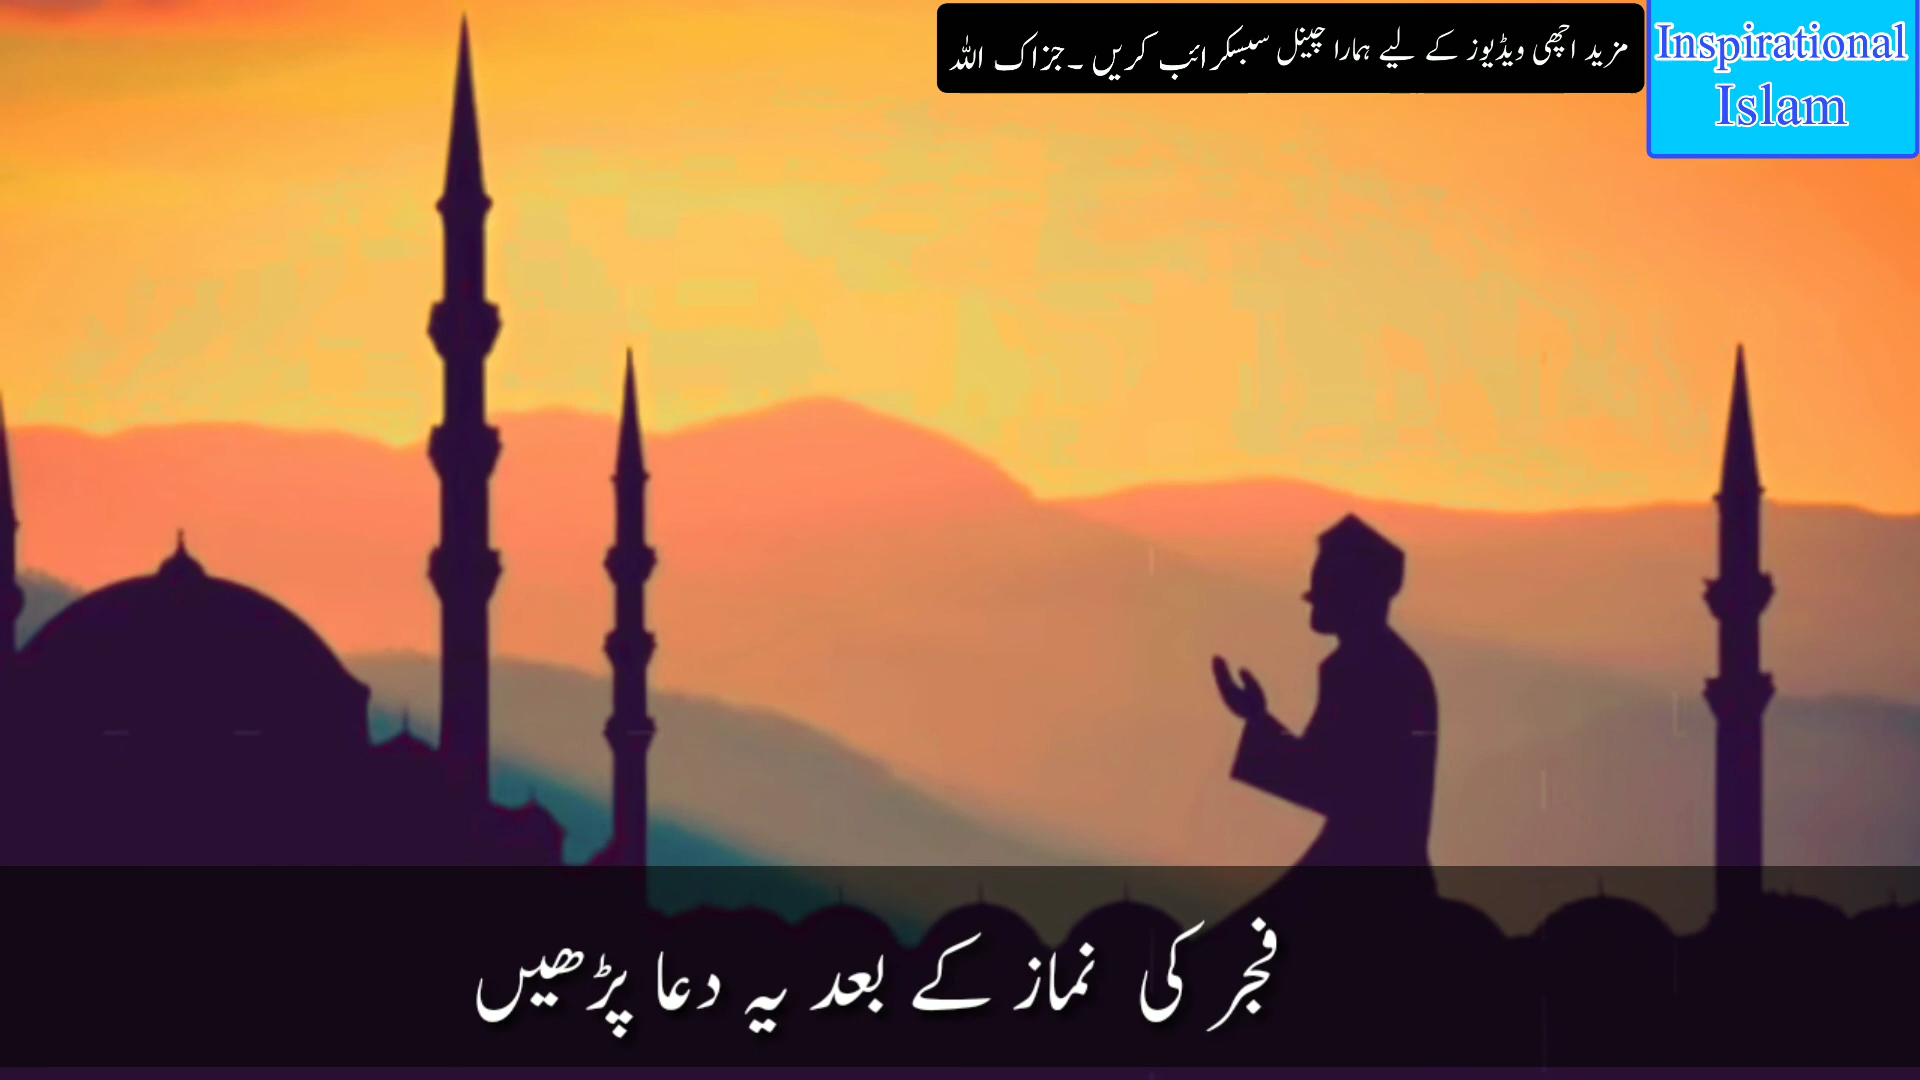 مزید اچھی ویڈیوز کے لیے ہمارا چینل سبسکرائب کریں ۔جزاک اللہ
Inspirational
Islam
فجر کی نماز کے بعد یہ دعا پڑھیں